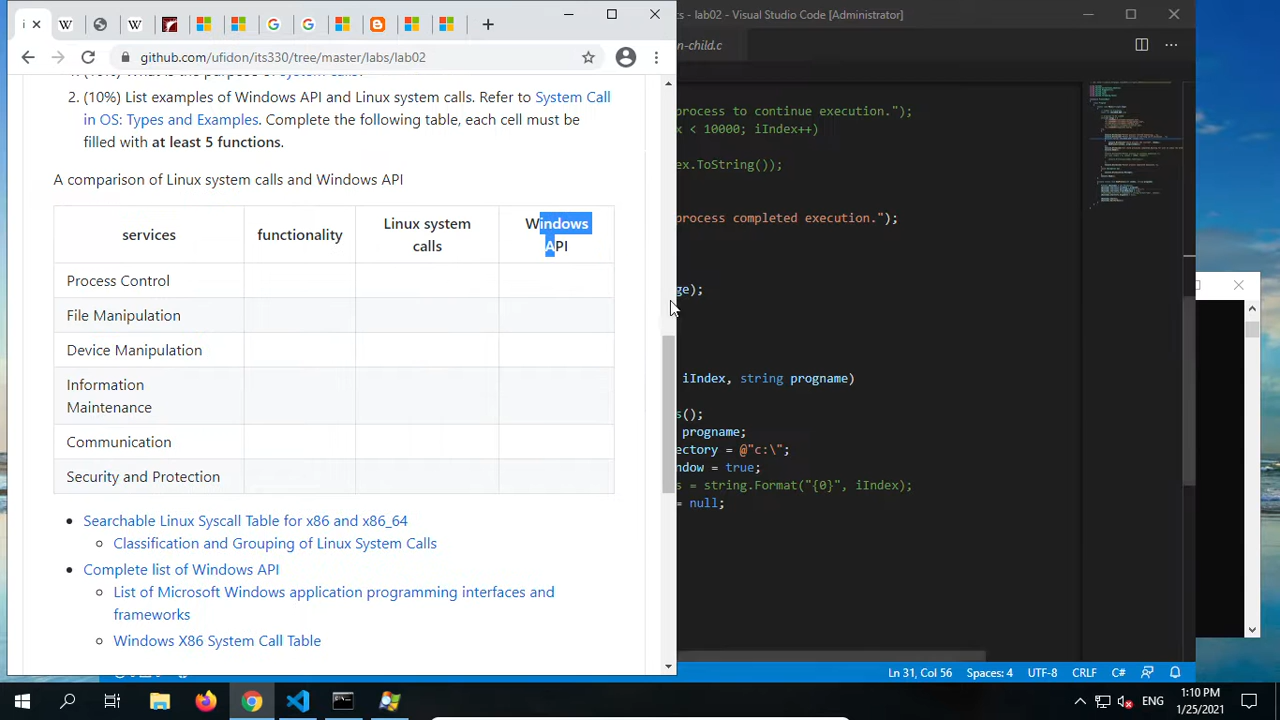 ts - lab02 - Visual Studio Code [Administrator]
github.com/ufidon/its330/tree/master/labs/lab02
n-child.c
2. (10%) List examples of Windows API and Linux system calls. Refer to System Call
in OS: Types and Examples. Complete the following table, each cell must be
filled with at least 5 functions.
A comparison of Linux system calls and Windows API
services functionality Linux system calls Windows API
Process Control
File Manipulation
Device Manipulation
Information
Maintenance
Communication
Security and Protection
Searchable Linux Syscall Table for x86 and x86_64
Classification and Grouping of Linux System Calls
Complete list of Windows API
List of Microsoft Windows application programming interfaces and
frameworks
Windows X86 System Call Table
process to continue execution.");
x < 10000; iIndex++)
ex.ToString());
process completed execution.");
ge);
iIndex, string progname)
s();
progname;
ectory = @"c:\";
ndow = true;
s = string.Format("{0}", iIndex);
= null;
Ln 31, Col 56 Spaces: 4 UTF-8 CRLF C#
ENG
1:10 PM
1/25/2021